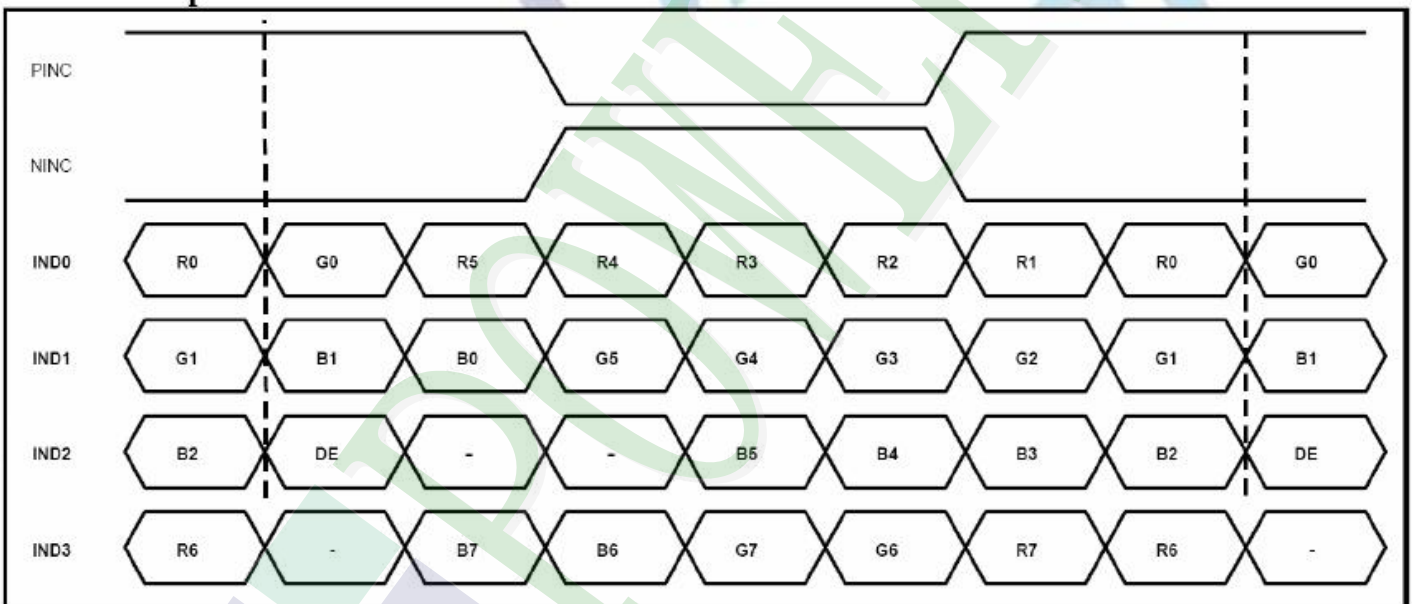 PINC
NINC
IND0 R0 G0 R5 R4 R3 R2 R1 R0 G0
IND1 G1 B1 B0 G5 G4 G3 G2 G1 B1
IND2 B2 DE - - B5 B4 B3 B2 DE
IND3 R6 - B7 B6 G7 G6 R7 R6 -